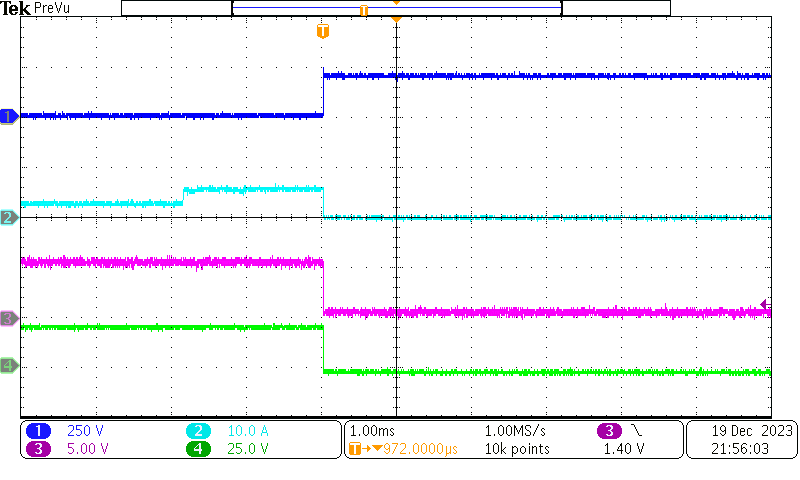 Tek PreVu
T
T
1
2
3
4
1 250 V 2 10.0 A 1.00ms 1.00MS/s 3 19 Dec 2023
3 5.00 V 4 25.0 V T→▼972.0000µs 10k points 1.40 V 21:56:03